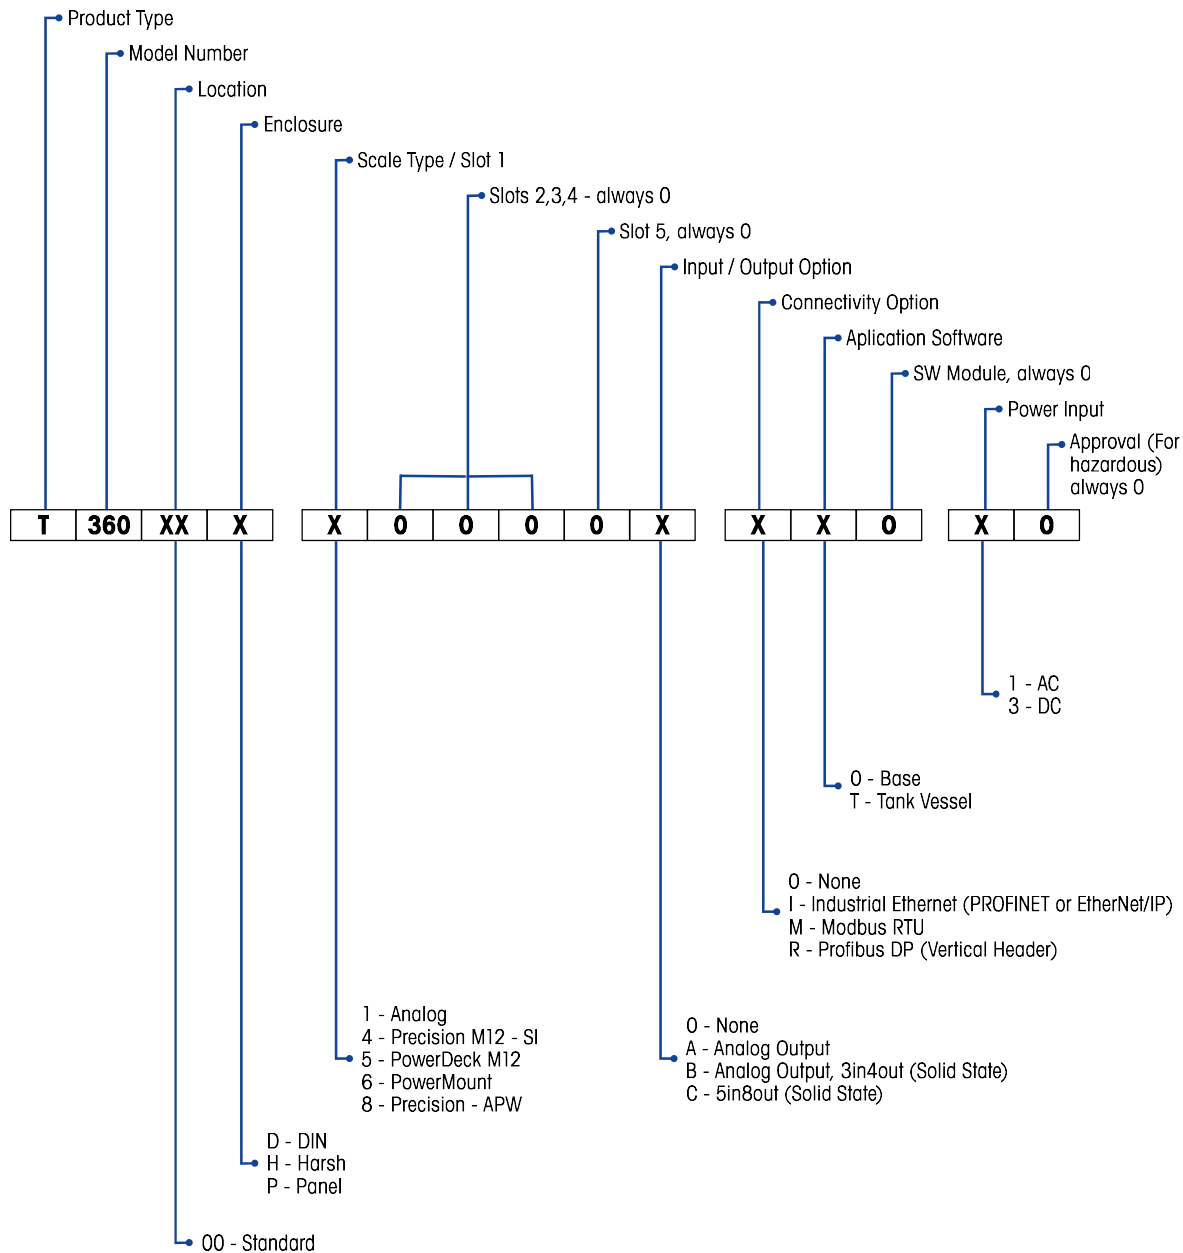 Product Type
Model Number
Location
Enclosure
Scale Type / Slot 1
Slots 2,3,4 - always 0
Slot 5, always 0
Input / Output Option
Connectivity Option
Aplication Software
SW Module, always 0
Power Input
Approval (For
hazardous)
always 0
T 360 XX X X 0 0 0 0 X X X 0 X 0
1 - AC
3 - DC
0 - Base
T - Tank Vessel
0 - None
I - Industrial Ethernet (PROFINET or EtherNet/IP)
M - Modbus RTU
R - Profibus DP (Vertical Header)
1 - Analog
4 - Precision M12 - SI
5 - PowerDeck M12
6 - PowerMount
8 - Precision - APW
0 - None
A - Analog Output
B - Analog Output, 3in4out (Solid State)
C - 5in8out (Solid State)
D - DIN
H - Harsh
P - Panel
00 - Standard